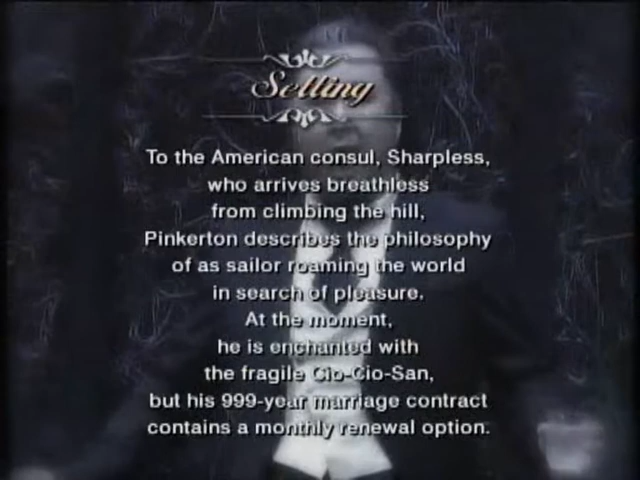 Setting
To the American consul, Sharpless,
who arrives breathless
from climbing the hill,
Pinkerton describes the philosophy
of as sailor roaming the world
in search of pleasure.
At the moment,
he is enchanted with
the fragile Cio-Cio-San,
but his 999-year marriage contract
contains a monthly renewal option.